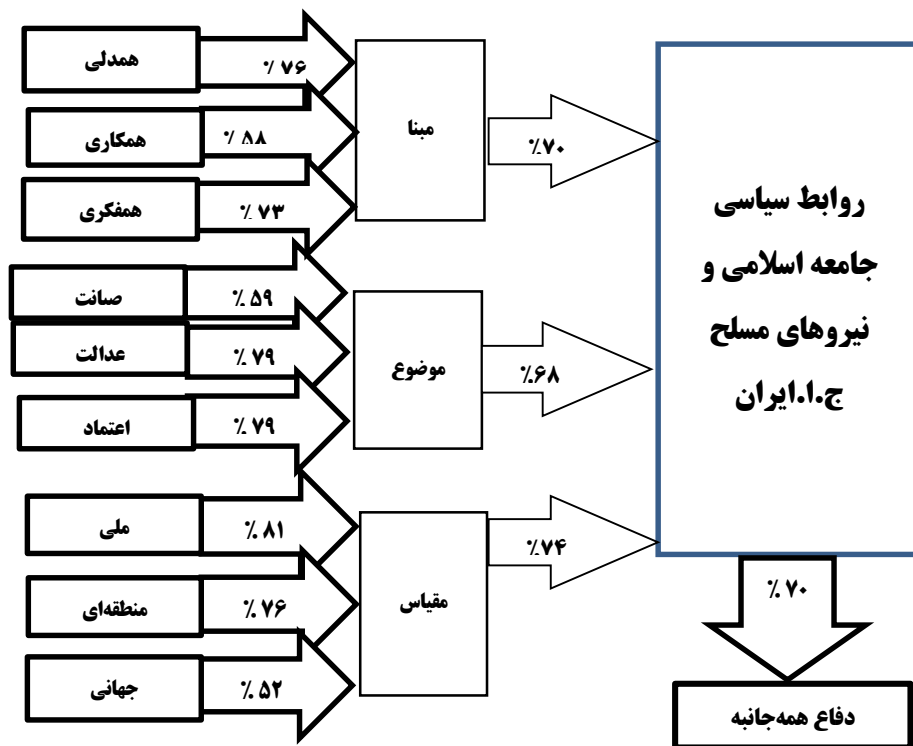 همدلی
٪ ۷۶
همکاری
٪ ۵۸
همفکری
٪ ۷۳
مبنا
٪۷۰
صانت
٪ ۵۹
عدالت
٪ ۷۹
اعتماد
٪ ۷۹
موضوع
٪۶۸
ملی
٪ ۸۱
منطقه‌ای
٪ ۷۶
جهانی
٪ ۵۲
مقیاس
٪۷۴
روابط سیاسی
جامعه اسلامی و
نیروهای مسلح
ج.ا.ایران
٪ ۷۰
دفاع همه‌جانبه